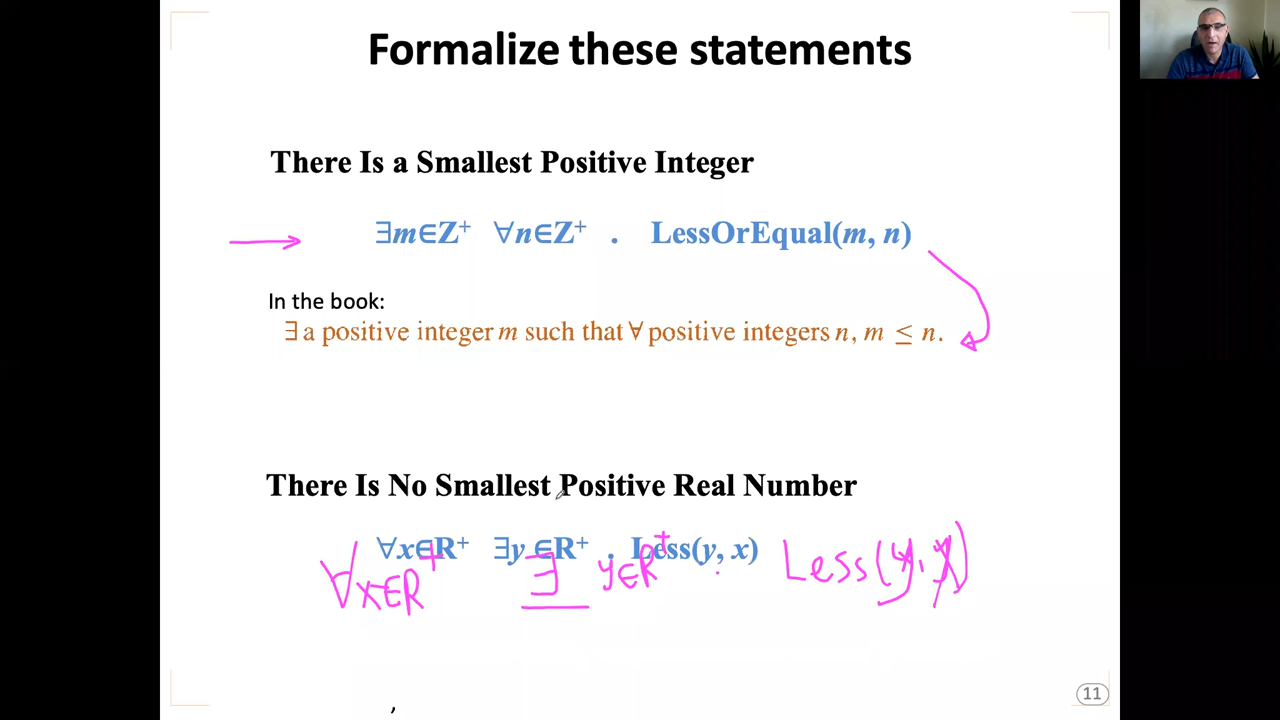 Formalize these statements
There Is a Smallest Positive Integer
∃m∈Z⁺ ∀n∈Z⁺ . LessOrEqual(m, n)
In the book:
∃ a positive integer m such that ∀ positive integers n, m ≤ n.
There Is No Smallest Positive Real Number
∀x∈R⁺ ∃y ∈R⁺ . Less(y, x)
∀x∈R⁺ ∃ y∈R⁺ . Less(y, x)
11
,